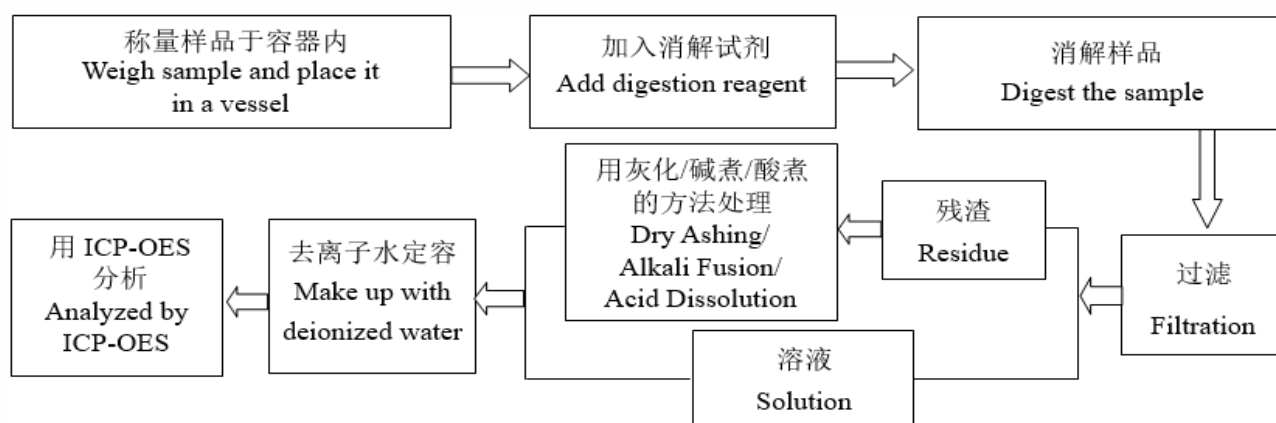 称量样品于容器内
Weigh sample and place it
in a vessel
加入消解试剂
Add digestion reagent
消解样品
Digest the sample
过滤
Filtration
残渣
Residue
用灰化/碱煮/酸煮
的方法处理
Dry Ashing/
Alkali Fusion/
Acid Dissolution
溶液
Solution
去离子水定容
Make up with
deionized water
用 ICP-OES
分析
Analyzed by
ICP-OES